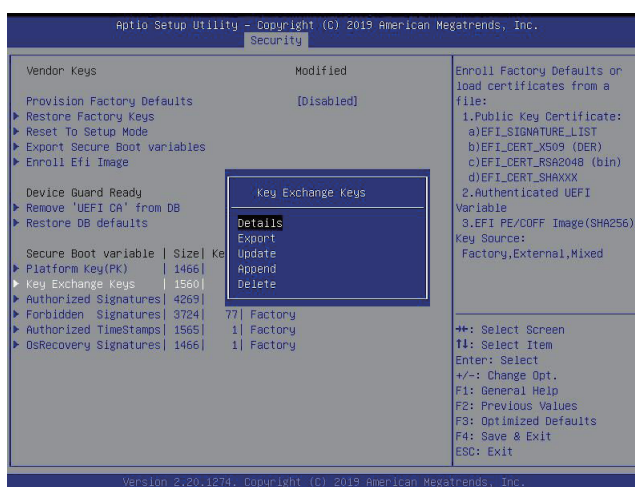 Aptio Setup Utility – Copyright (C) 2019 American Megatrends, Inc.
Security
Vendor Keys Modified
Provision Factory Defaults [Disabled]
Restore Factory Keys
Reset To Setup Mode
Export Secure Boot variables
Enroll Efi Image
Device Guard Ready
Remove 'UEFI CA' from DB
Restore DB defaults
Secure Boot variable | Size| Ke
Platform Key(PK) | 1466|
Key Exchange Keys | 1560|
Authorized Signatures| 4269|
Forbidden Signatures| 3724| 77| Factory
Authorized TimeStamps| 1565| 1| Factory
OsRecovery Signatures| 1466| 1| Factory
Key Exchange Keys
Details
Export
Update
Append
Delete
Enroll Factory Defaults or
load certificates from a
file:
1.Public Key Certificate:
a)EFI_SIGNATURE_LIST
b)EFI_CERT_X509 (DER)
c)EFI_CERT_RSA2048 (bin)
d)EFI_CERT_SHAXXX
2.Authenticated UEFI
Variable
3.EFI PE/COFF Image(SHA256)
Key Source:
Factory,External,Mixed
→←: Select Screen
↑↓: Select Item
Enter: Select
+/-: Change Opt.
F1: General Help
F2: Previous Values
F3: Optimized Defaults
F4: Save & Exit
ESC: Exit
Version 2.20.1274. Copyright (C) 2019 American Megatrends, Inc.